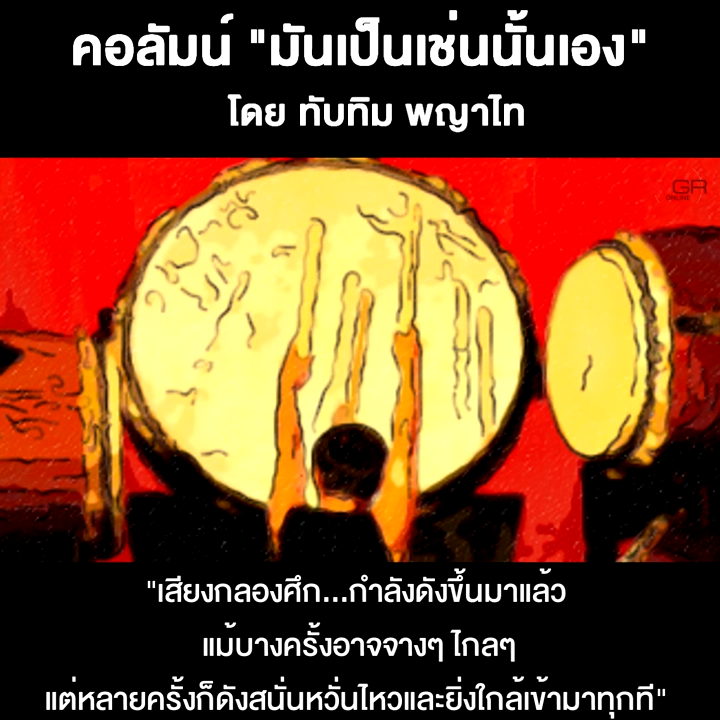 คอลัมน์ "มันเป็นเช่นนั้นเอง"
โดย ทับทิม พญาไท
GR
ONLINE
"เสียงกลองศึก...กำลังดังขึ้นมาแล้ว
แม้บางครั้งอาจจางๆ ไกลๆ
แต่หลายครั้งก็ดังสนั่นหวั่นไหวและยิ่งใกล้เข้ามาทุกที"